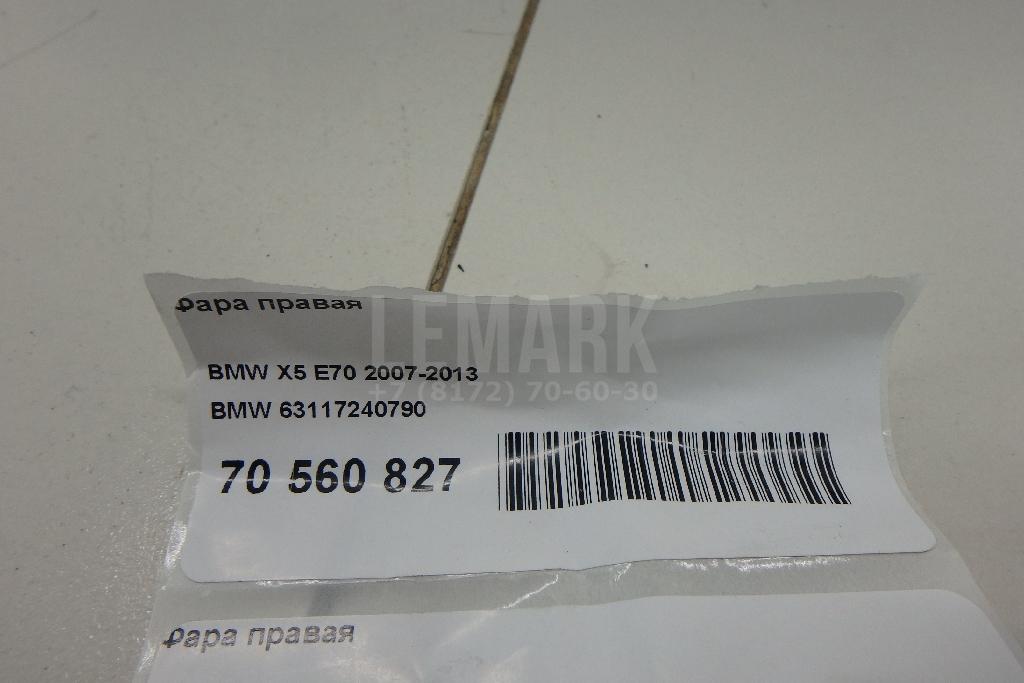 Фара правая
LEMARK
+7 (8172) 70-60-30
BMW X5 E70 2007-2013
BMW 63117240790
70 560 827
Фара правая